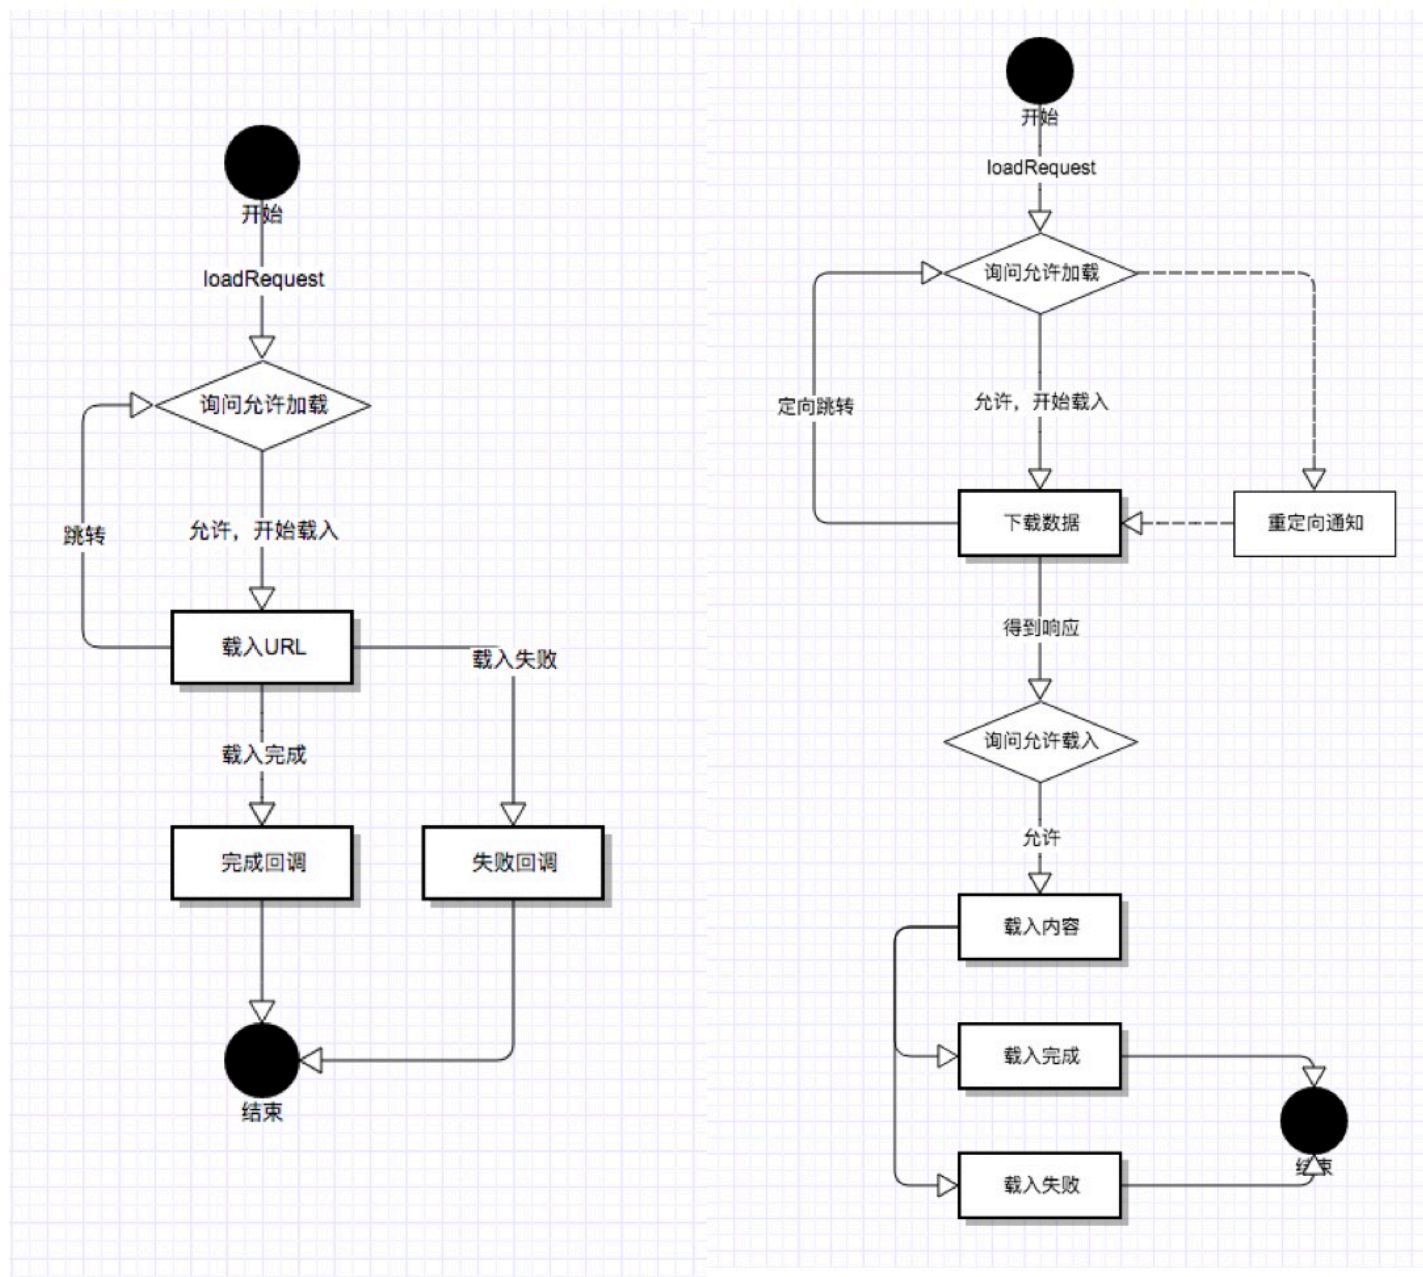 开始
loadRequest
询问允许加载
跳转
允许，开始载入
载入URL
载入失败
载入完成
完成回调
失败回调
结束
开始
loadRequest
询问允许加载
定向跳转
允许，开始载入
下载数据
重定向通知
得到响应
询问允许载入
允许
载入内容
载入完成
载入失败
结束